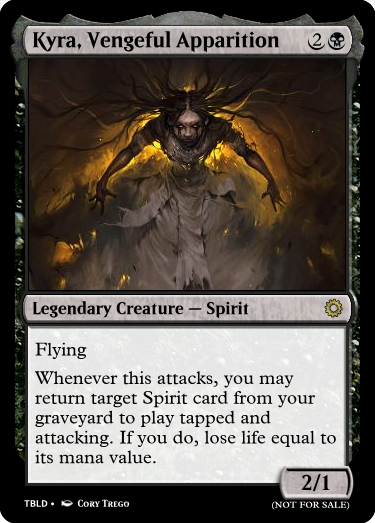 Kyra, Vengeful Apparition 2
Legendary Creature — Spirit
Flying
Whenever this attacks, you may
return target Spirit card from your
graveyard to play tapped and
attacking. If you do, lose life equal to
its mana value.
2/1
TBLD • Cory Trego
(NOT FOR SALE)